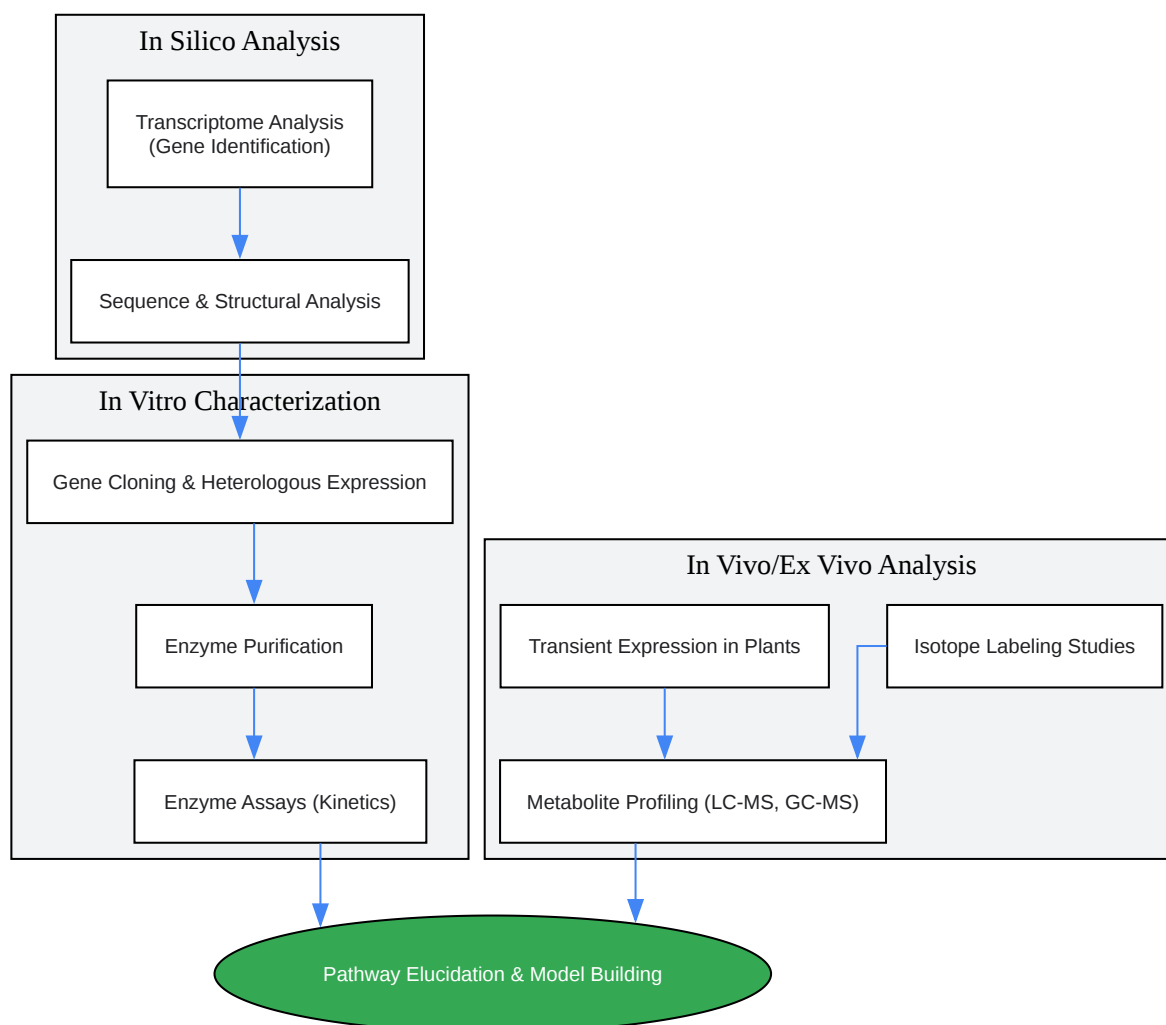 In Silico Analysis
Transcriptome Analysis
(Gene Identification)
Sequence & Structural Analysis
In Vitro Characterization
Gene Cloning & Heterologous Expression
Enzyme Purification
Enzyme Assays (Kinetics)
In Vivo/Ex Vivo Analysis
Transient Expression in Plants
Isotope Labeling Studies
Metabolite Profiling (LC-MS, GC-MS)
Pathway Elucidation & Model Building